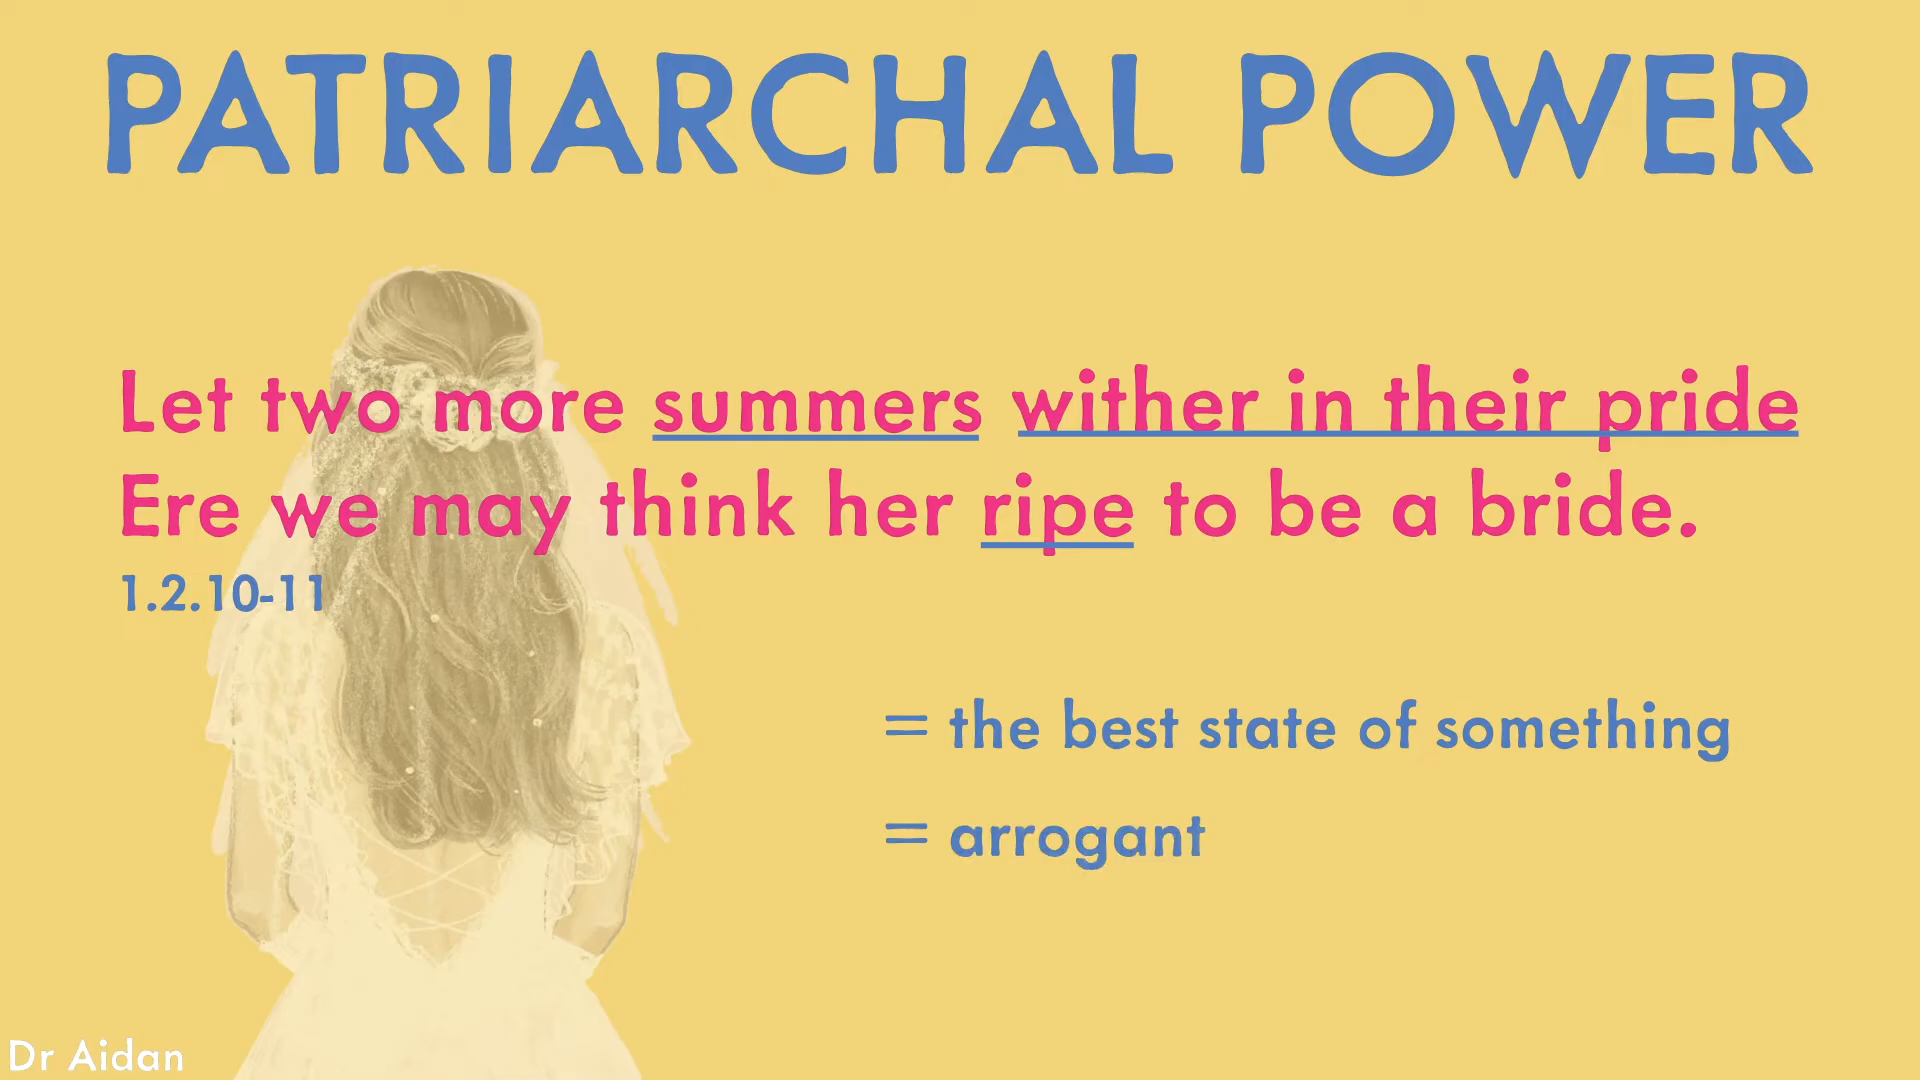 PATRIARCHAL POWER
Let two more summers wither in their pride
Ere we may think her ripe to be a bride.
1.2.10-11
= the best state of something
= arrogant
Dr Aidan